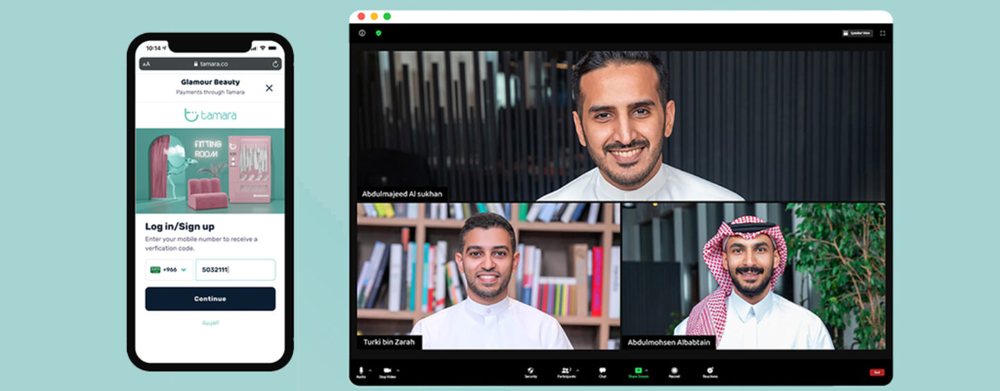 10:14
AA tamara.co
Glamour Beauty
Payments through Tamara
tamara
FITTING
ROOM
Log in/Sign up
Enter your mobile number to receive a
verfication code.
+966 5032111
Continue
العربية
Speaker View
Abdulmajeed Al sukhan
Turki bin Zarah
Abdulmohsen Albabtain
Audio
Stop Video
Security
Participants
Chat
Share Screen
Record
Reactions
End